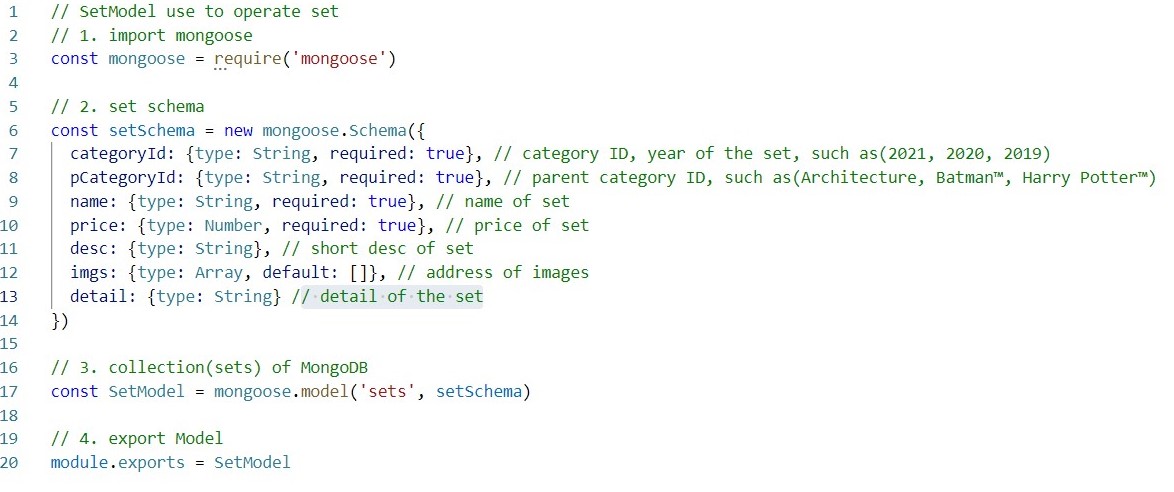 1 // SetModel use to operate set
2 // 1. import mongoose
3 const mongoose = require('mongoose')
4
5 // 2. set schema
6 const setSchema = new mongoose.Schema({
7 categoryId: {type: String, required: true}, // category ID, year of the set, such as(2021, 2020, 2019)
8 pCategoryId: {type: String, required: true}, // parent category ID, such as(Architecture, Batman™, Harry Potter™)
9 name: {type: String, required: true}, // name of set
10 price: {type: Number, required: true}, // price of set
11 desc: {type: String}, // short desc of set
12 imgs: {type: Array, default: []}, // address of images
13 detail: {type: String} // detail of the set
14 })
15
16 // 3. collection(sets) of MongoDB
17 const SetModel = mongoose.model('sets', setSchema)
18
19 // 4. export Model
20 module.exports = SetModel